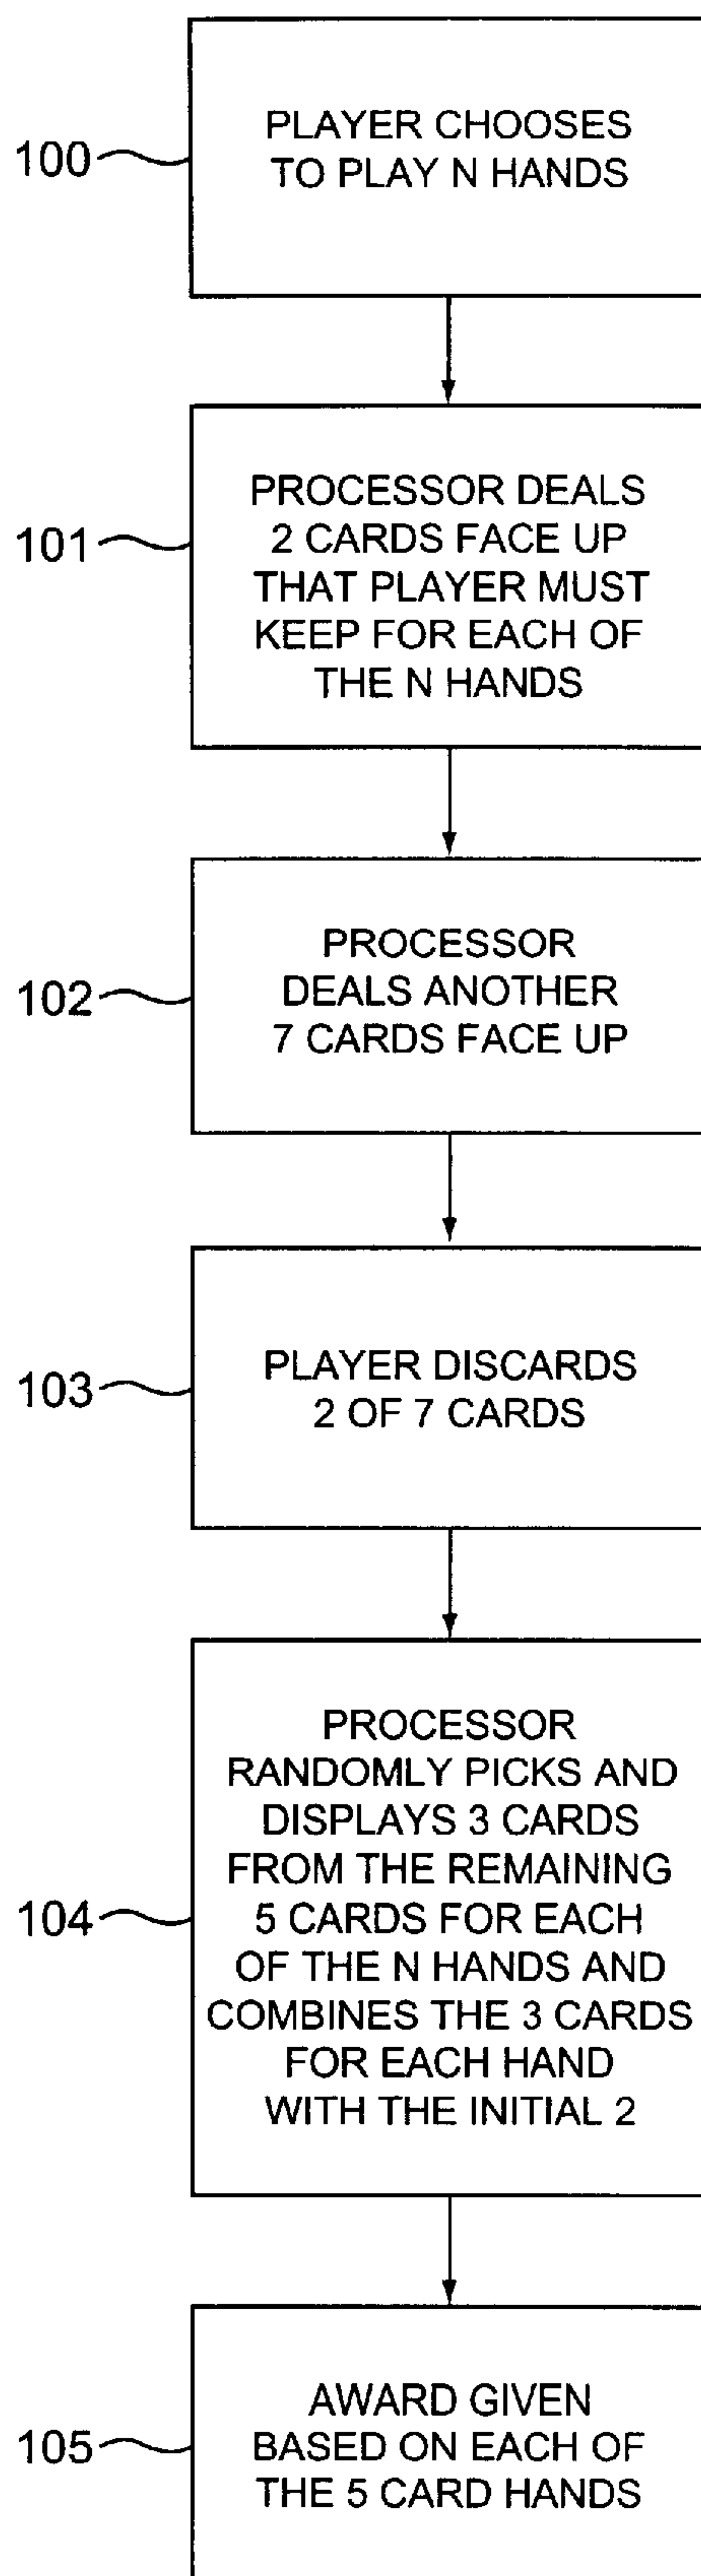 100
PLAYER CHOOSES
TO PLAY N HANDS
101
PROCESSOR DEALS
2 CARDS FACE UP
THAT PLAYER MUST
KEEP FOR EACH OF
THE N HANDS
102
PROCESSOR
DEALS ANOTHER
7 CARDS FACE UP
103
PLAYER DISCARDS
2 OF 7 CARDS
104
PROCESSOR
RANDOMLY PICKS AND
DISPLAYS 3 CARDS
FROM THE REMAINING
5 CARDS FOR EACH
OF THE N HANDS AND
COMBINES THE 3 CARDS
FOR EACH HAND
WITH THE INITIAL 2
105
AWARD GIVEN
BASED ON EACH OF
THE 5 CARD HANDS